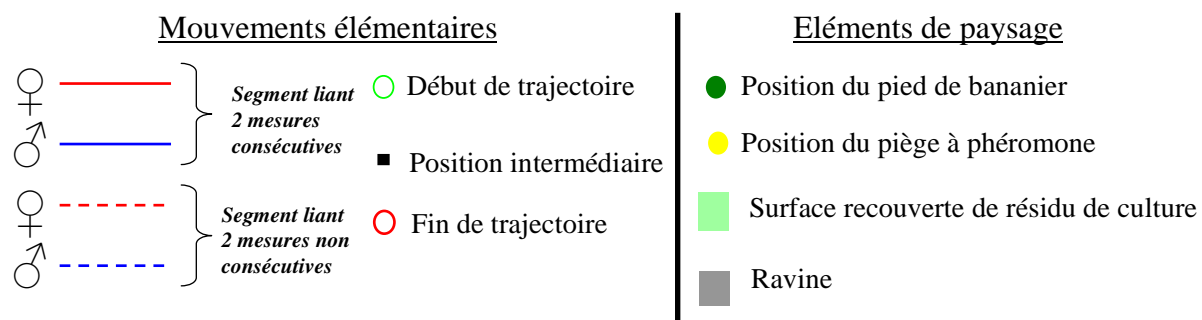 Mouvements élémentaires
Segment liant
2 mesures
consécutives
Segment liant
2 mesures non
consécutives
Début de trajectoire
Position intermédiaire
Fin de trajectoire
Eléments de paysage
Position du pied de bananier
Position du piège à phéromone
Surface recouverte de résidu de culture
Ravine